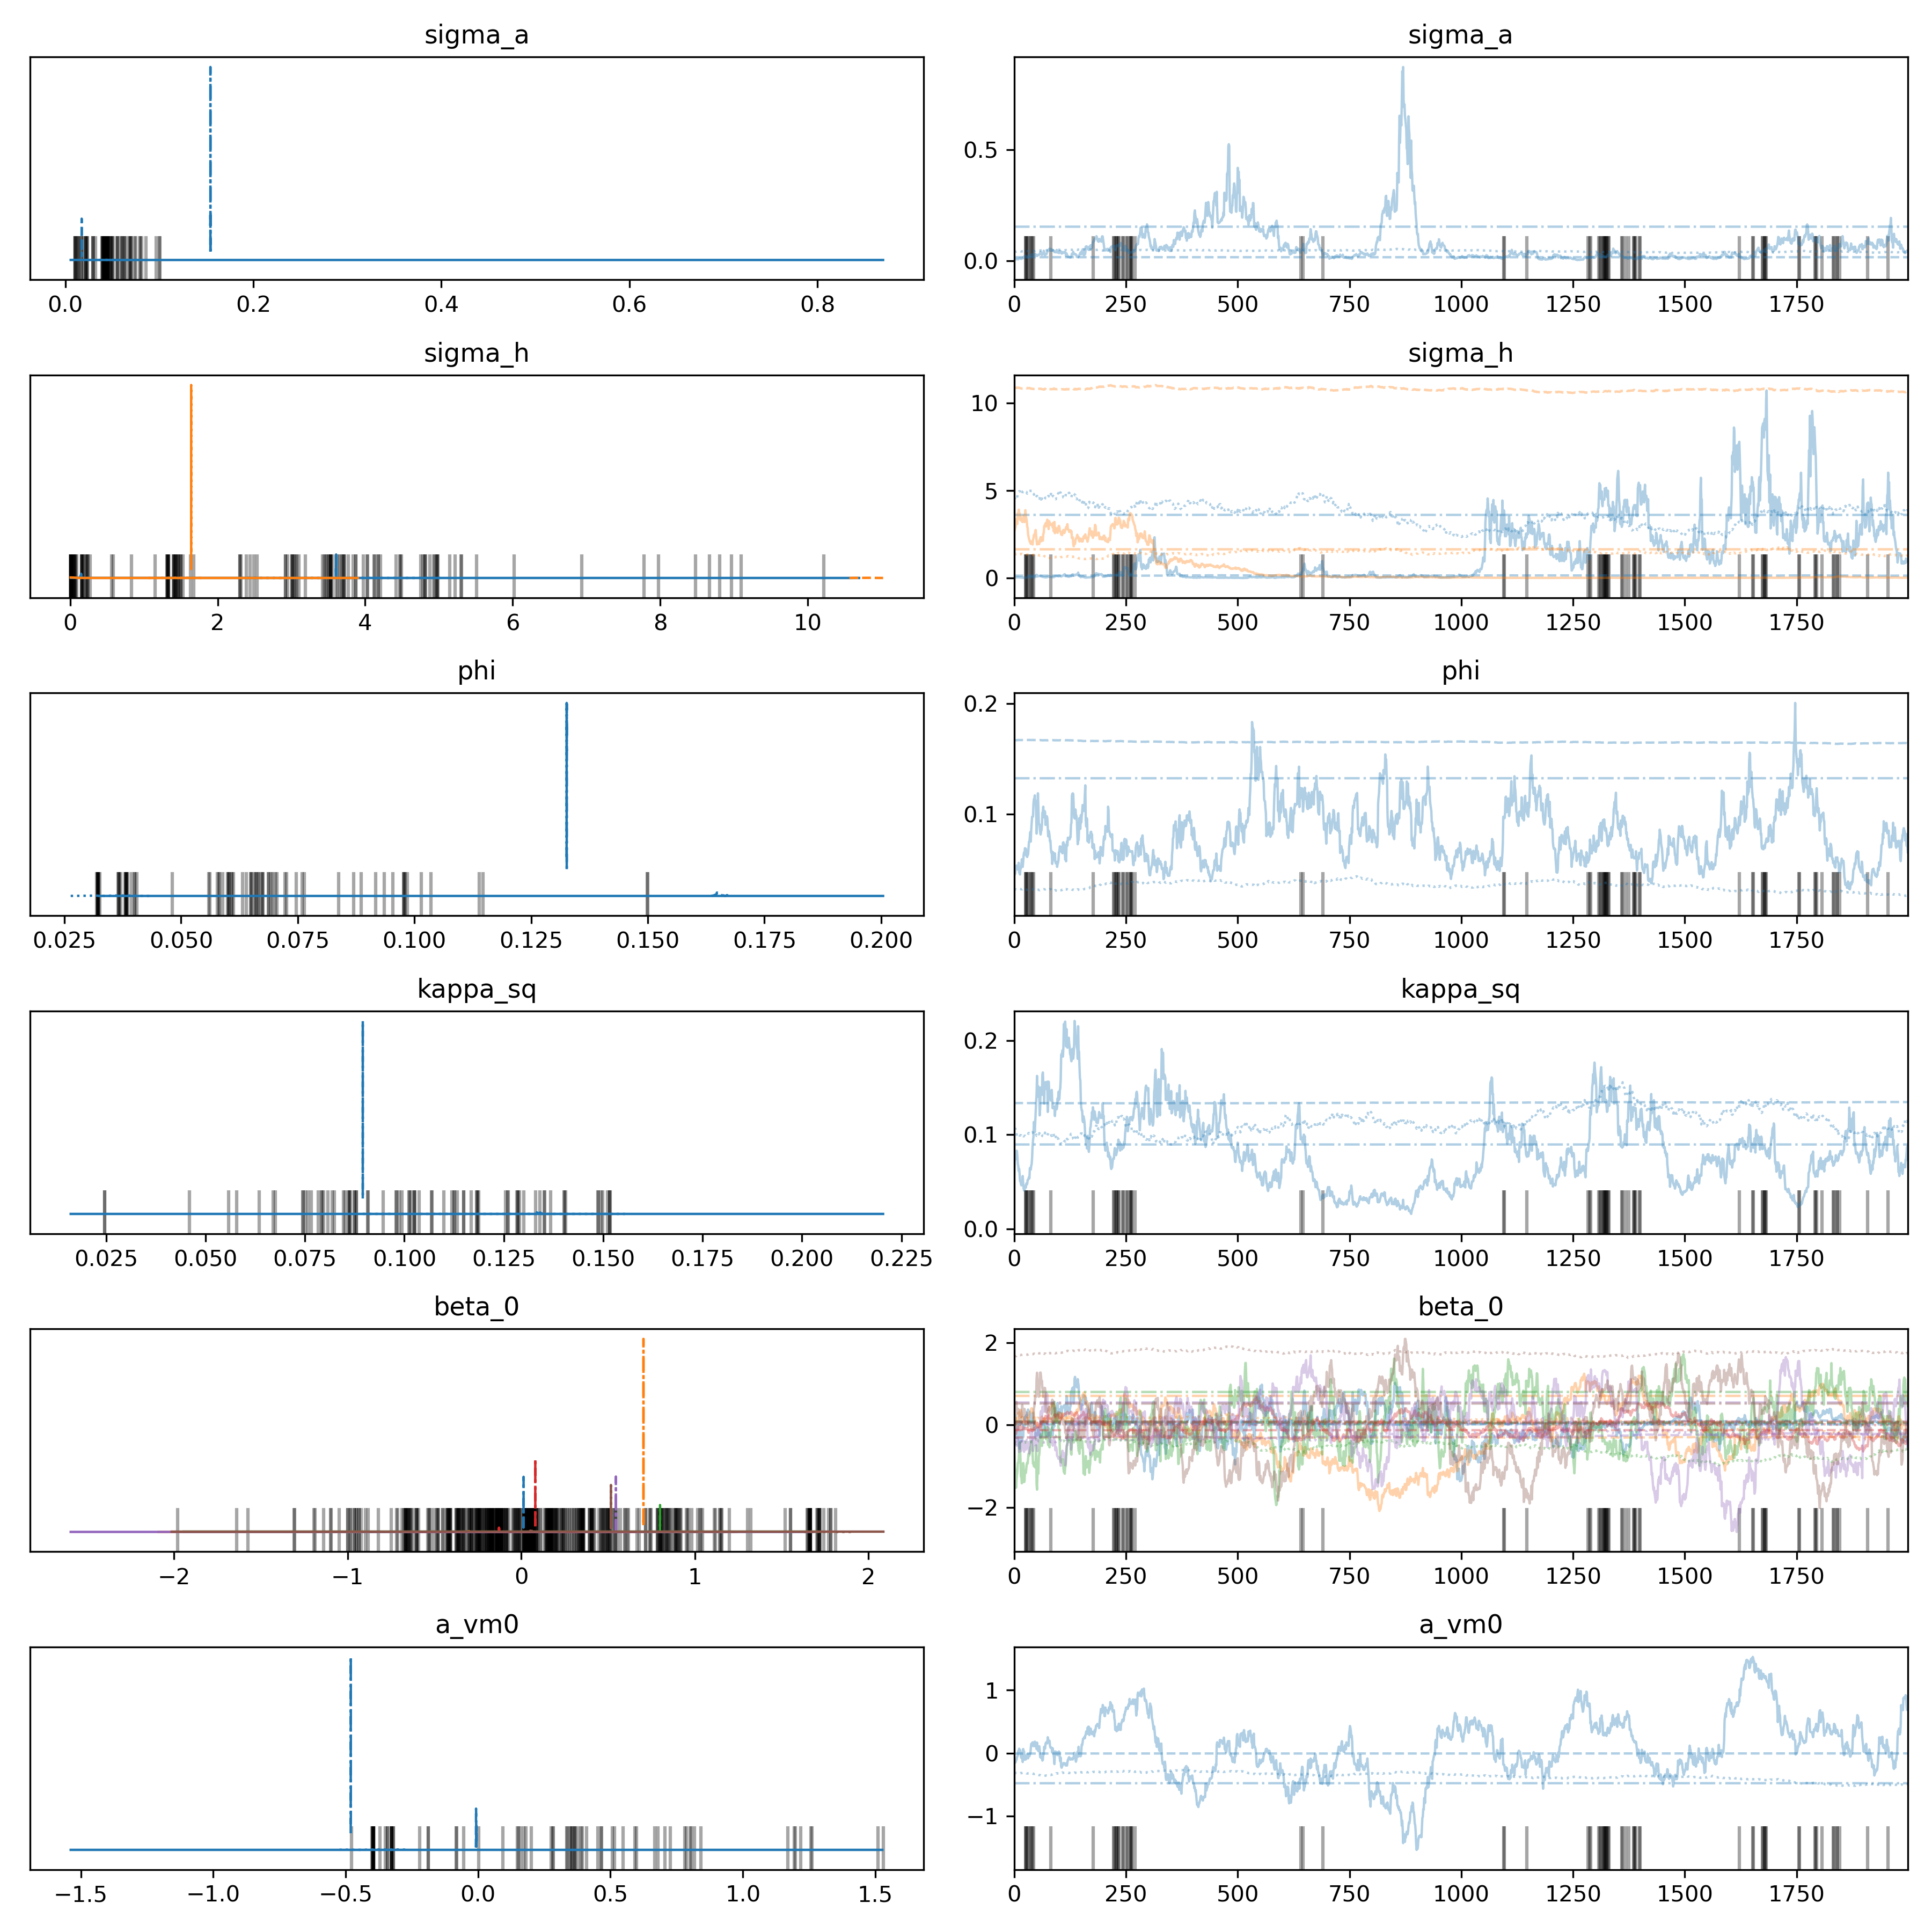 sigma_a sigma_a
0.5
0.0
0.0 0.2 0.4 0.6 0.8 0 250 500 750 1000 1250 1500 1750
sigma_h sigma_h
10
5
0
0 2 4 6 8 10 0 250 500 750 1000 1250 1500 1750
phi phi
0.2
0.1
0.025 0.050 0.075 0.100 0.125 0.150 0.175 0.200 0 250 500 750 1000 1250 1500 1750
kappa_sq kappa_sq
0.2
0.1
0.0
0.025 0.050 0.075 0.100 0.125 0.150 0.175 0.200 0.225 0 250 500 750 1000 1250 1500 1750
beta_0 beta_0
2
0
−2
−2 −1 0 1 2 0 250 500 750 1000 1250 1500 1750
a_vm0 a_vm0
1
0
−1
−1.5 −1.0 −0.5 0.0 0.5 1.0 1.5 0 250 500 750 1000 1250 1500 1750